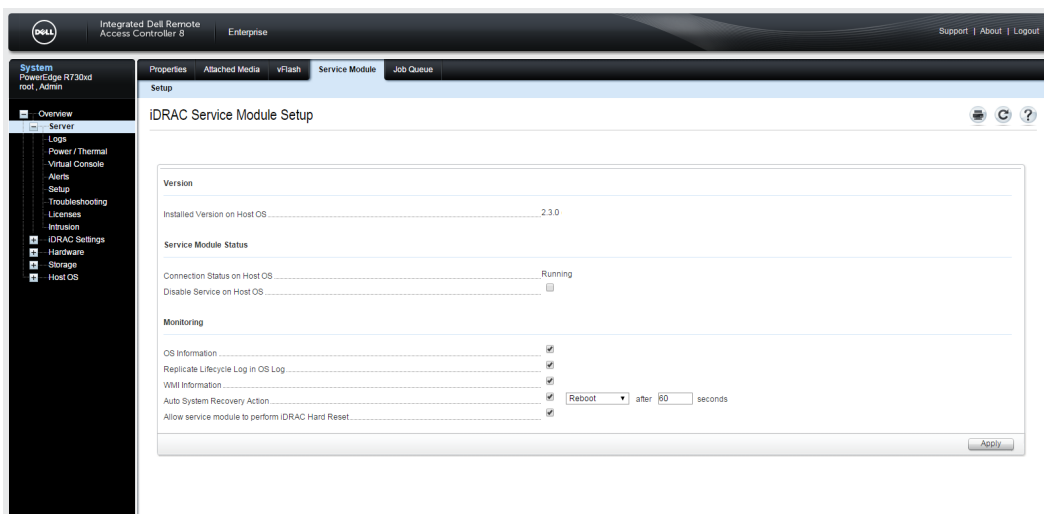 DELL
Integrated Dell Remote
Access Controller 8
Enterprise
Support | About | Logout
System
PowerEdge R730xd
root , Admin
Properties Attached Media vFlash Service Module Job Queue
Setup
Overview
Server
Logs
Power / Thermal
Virtual Console
Alerts
Setup
Troubleshooting
Licenses
Intrusion
iDRAC Settings
Hardware
Storage
Host OS
iDRAC Service Module Setup
?
Version
Installed Version on Host OS 2.3.0
Service Module Status
Connection Status on Host OS Running
Disable Service on Host OS
Monitoring
OS Information
Replicate Lifecycle Log in OS Log
WMI Information
Auto System Recovery Action Reboot after 60 seconds
Allow service module to perform iDRAC Hard Reset
Apply